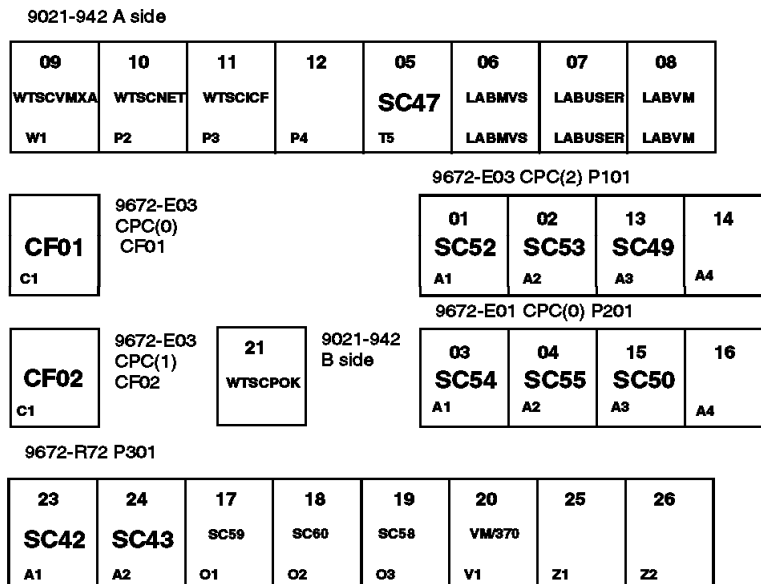 9021-942 A side
09 10 11 12 05 06 07 08
WTSCVMXA WTSCNET WTSCICF SC47 LABMVS LABUSER LABVM
W1 P2 P3 P4 T5 LABMVS LABUSER LABVM
9672-E03
CPC(0)
CF01
CF01
C1
9672-E03 CPC(2) P101
01 02 13 14
SC52 SC53 SC49
A1 A2 A3 A4
9672-E03
CPC(1)
CF02
CF02
C1
21
WTSCPOK
9021-942
B side
9672-E01 CPC(0) P201
03 04 15 16
SC54 SC55 SC50
A1 A2 A3 A4
9672-R72 P301
23 24 17 18 19 20 25 26
SC42 SC43 SC59 SC60 SC58 VM/370
A1 A2 O1 O2 O3 V1 Z1 Z2